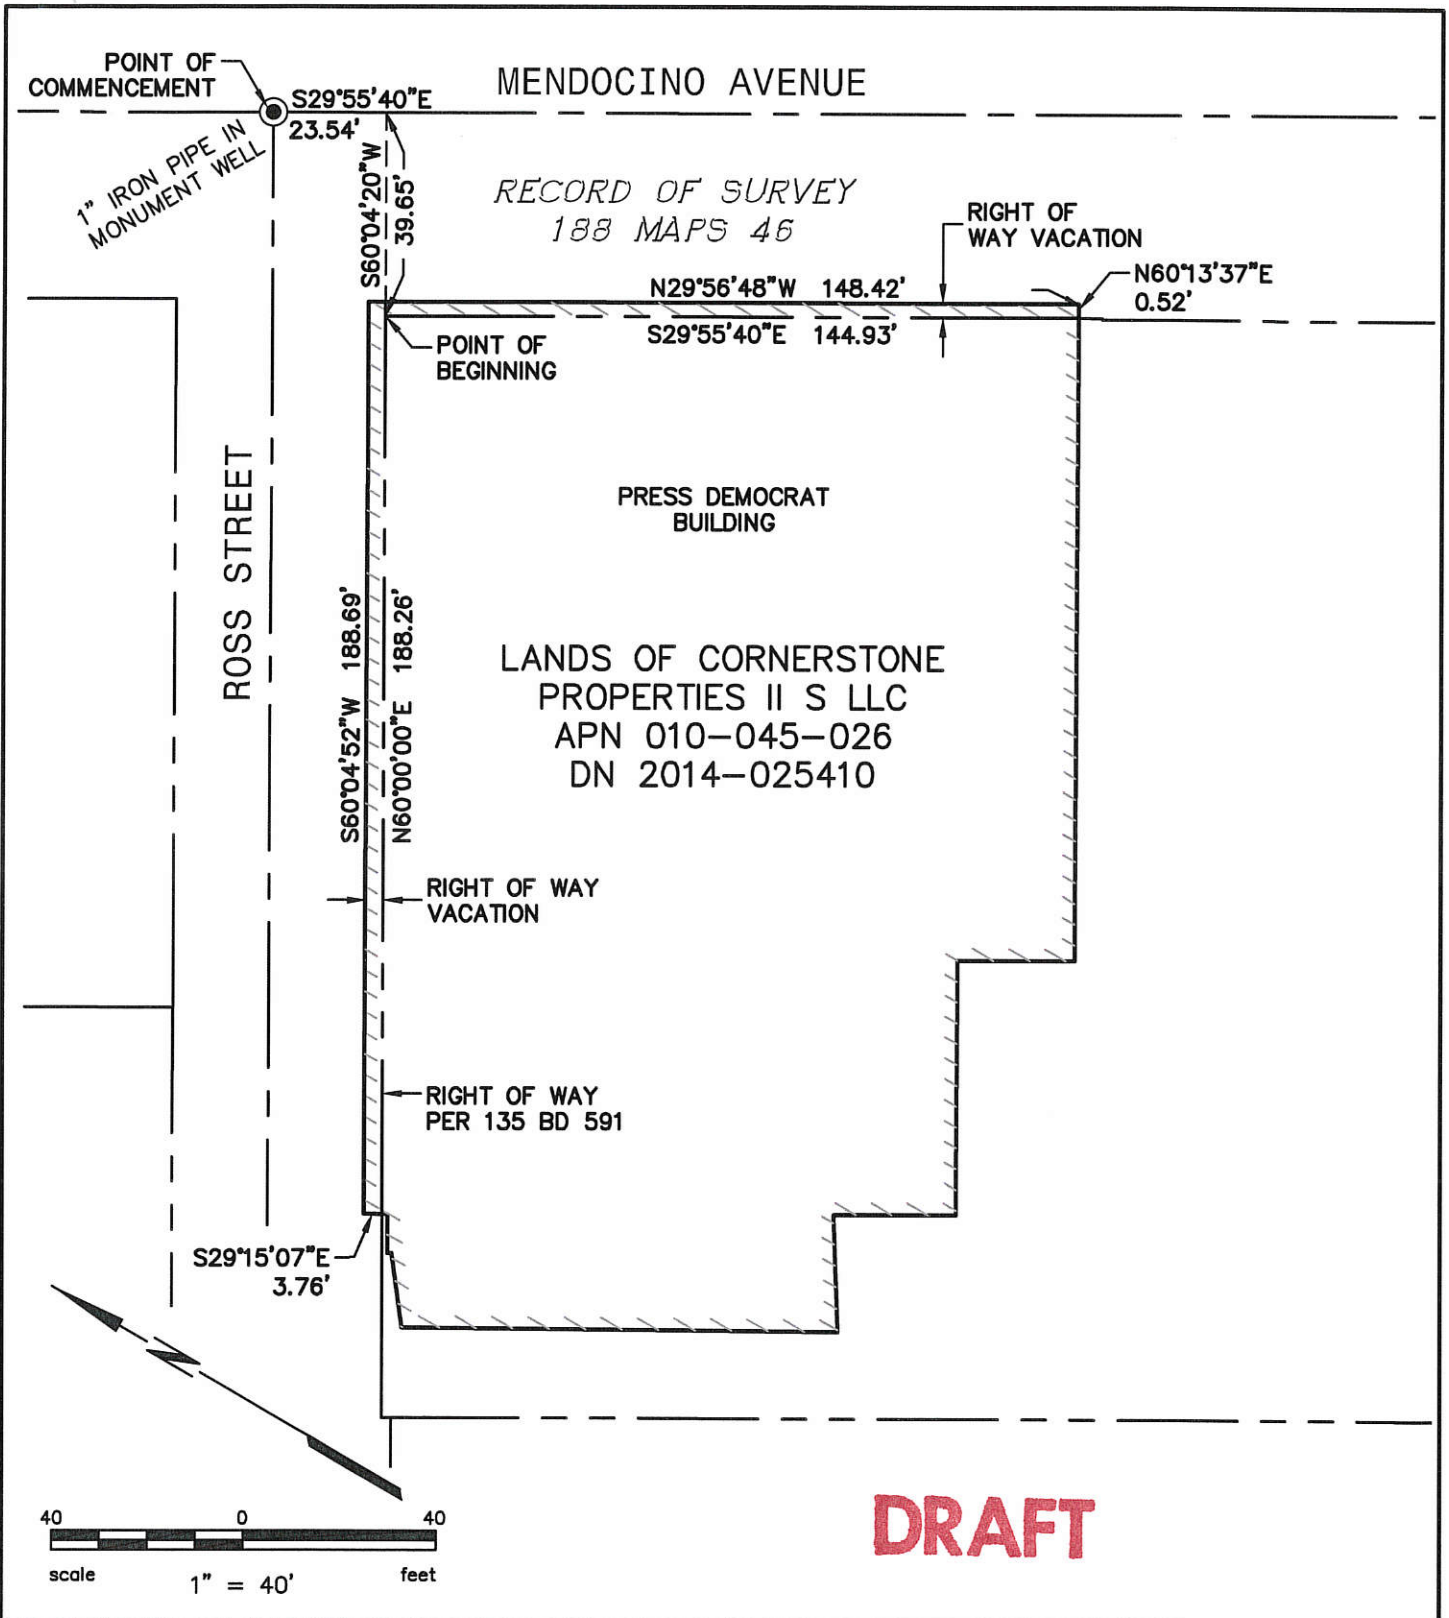 POINT OF
COMMENCEMENT
S29°55'40"E
23.54'
MENDOCINO AVENUE
1" IRON PIPE IN
MONUMENT WELL
S60°04'20"W
39.65'
RECORD OF SURVEY
188 MAPS 46
RIGHT OF
WAY VACATION
N60°13'37"E
0.52'
N29°56'48"W 148.42'
S29°55'40"E 144.93'
POINT OF
BEGINNING
ROSS STREET
PRESS DEMOCRAT
BUILDING
S60°04'52"W 188.69'
N60°00'00"E 188.26'
LANDS OF CORNERSTONE
PROPERTIES II S LLC
APN 010-045-026
DN 2014-025410
RIGHT OF WAY
VACATION
RIGHT OF WAY
PER 135 BD 591
S29°15'07"E
3.76'
N
40 0 40
scale feet
1" = 40'
DRAFT